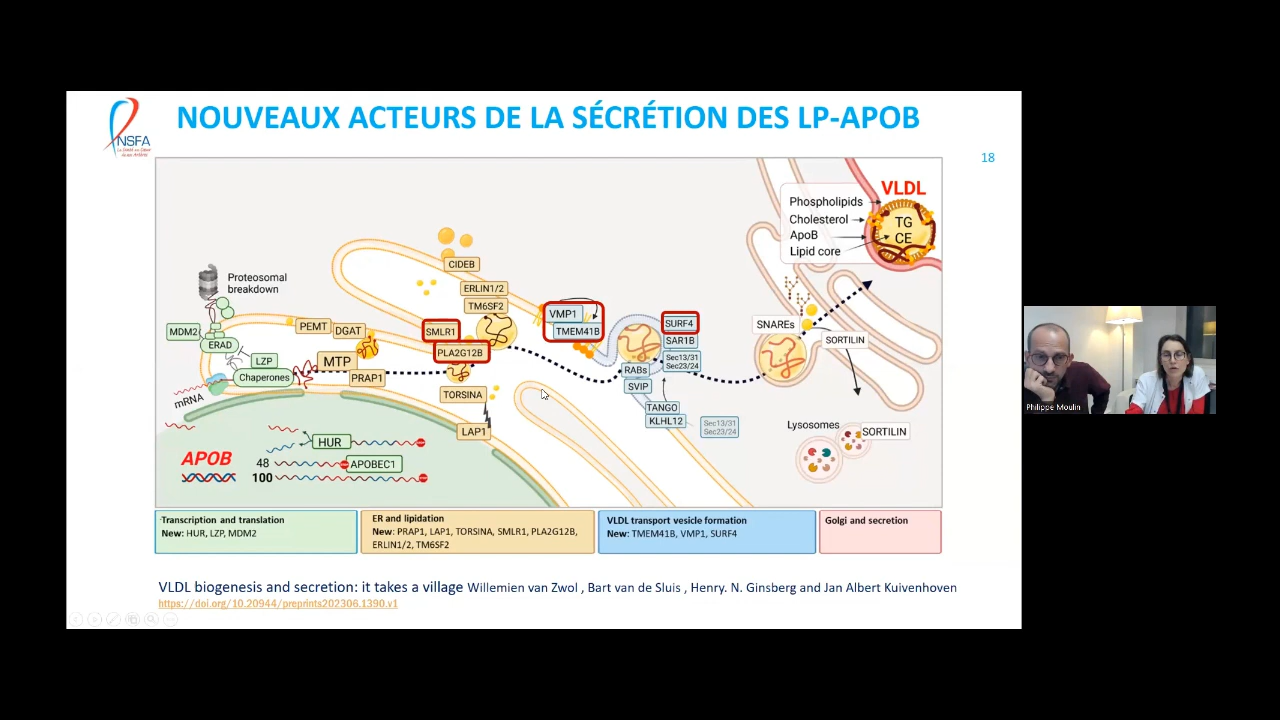 NSFA
NOUVEAUX ACTEURS DE LA SÉCRÉTION DES LP-APOB
18
VLDL
Phospholipids
Cholesterol
ApoB
Lipid core
TG
CE
Proteosomal
breakdown
CIDEB
ERLIN1/2
TM6SF2
MDM2
PEMT
DGAT
SMLR1
VMP1
TMEM41B
SURF4
SAR1B
SNAREs
SORTILIN
ERAD
LZP
MTP
PLA2G12B
Sec13/31
Sec23/24
Chaperones
PRAP1
RABs
SVIP
mRNA
TORSINA
TANGO
KLHL12
Sec13/31
Sec23/24
LAP1
Lysosomes
SORTILIN
HUR
APOB
48
APOBEC1
100
Transcription and translation
New: HUR, LZP, MDM2
ER and lipidation
New: PRAP1, LAP1, TORSINA, SMLR1, PLA2G12B,
ERLIN1/2, TM6SF2
VLDL transport vesicle formation
New: TMEM41B, VMP1, SURF4
Golgi and secretion
VLDL biogenesis and secretion: it takes a village Willemien van Zwol , Bart van de Sluis , Henry. N. Ginsberg and Jan Albert Kuivenhoven
https://doi.org/10.20944/preprints202306.1390.v1
Philippe Moulin